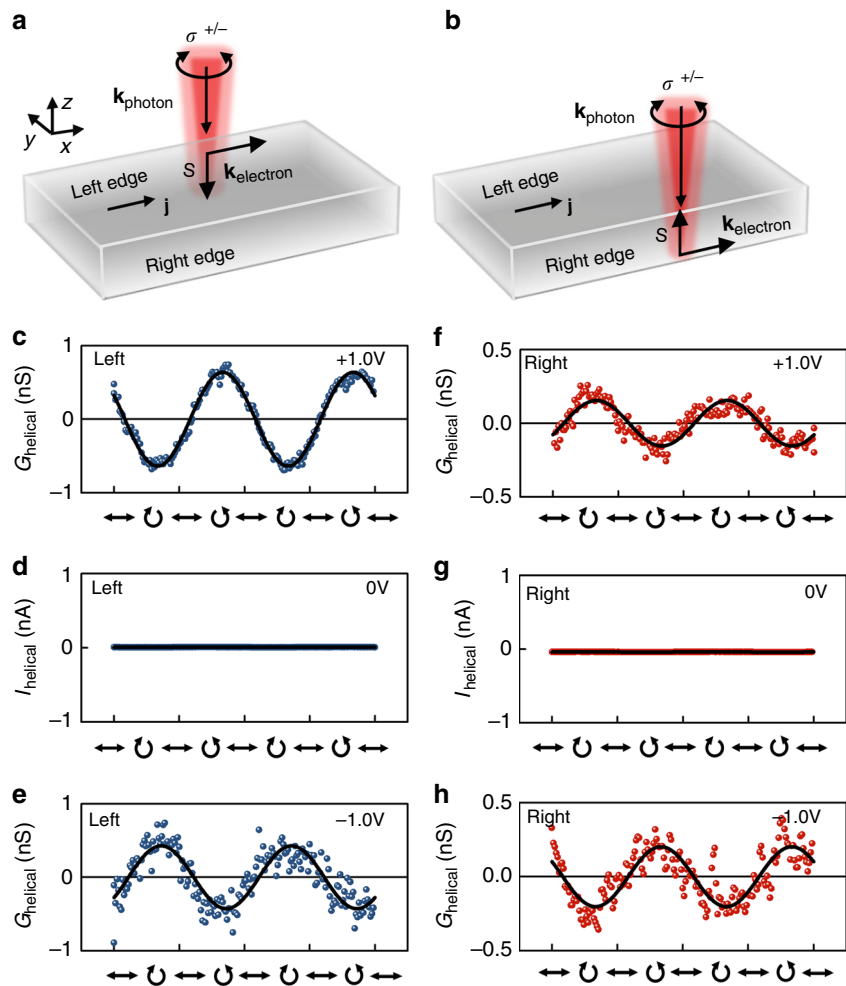 a
σ +/−
k photon
z
y
x
Left edge
S
k electron
j
Right edge
b
σ +/−
k photon
Left edge
j
S
k electron
Right edge
c
Left
+1.0V
G helical (nS)
1
0
−1
d
Left
0V
I helical (nA)
1
0
−1
e
Left
−1.0V
G helical (nS)
1
0
−1
f
Right
+1.0V
G helical (nS)
0.5
0.0
−0.5
g
Right
0V
I helical (nA)
1
0
−1
h
Right
−1.0V
G helical (nS)
0.5
0.0
−0.5